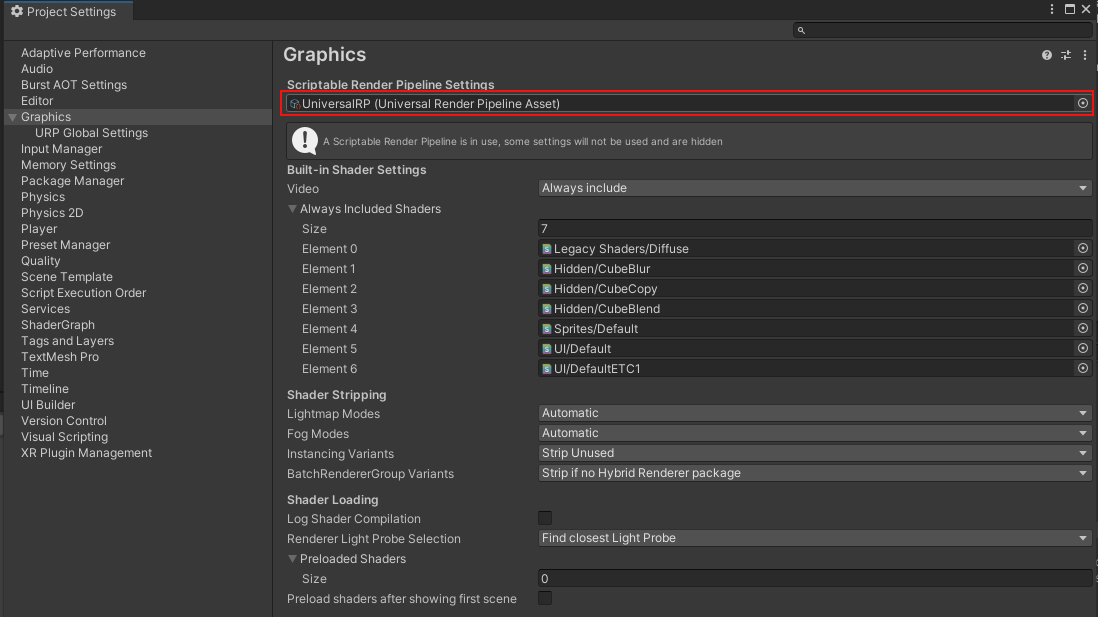 Project Settings
Adaptive Performance
Audio
Burst AOT Settings
Editor
Graphics
URP Global Settings
Input Manager
Memory Settings
Package Manager
Physics
Physics 2D
Player
Preset Manager
Quality
Scene Template
Script Execution Order
Services
ShaderGraph
Tags and Layers
TextMesh Pro
Time
Timeline
UI Builder
Version Control
Visual Scripting
XR Plugin Management
Graphics
Scriptable Render Pipeline Settings
UniversalRP (Universal Render Pipeline Asset)
A Scriptable Render Pipeline is in use, some settings will not be used and are hidden
Built-in Shader Settings
Video Always include
Always Included Shaders
Size 7
Element 0 Legacy Shaders/Diffuse
Element 1 Hidden/CubeBlur
Element 2 Hidden/CubeCopy
Element 3 Hidden/CubeBlend
Element 4 Sprites/Default
Element 5 UI/Default
Element 6 UI/DefaultETC1
Shader Stripping
Lightmap Modes Automatic
Fog Modes Automatic
Instancing Variants Strip Unused
BatchRendererGroup Variants Strip if no Hybrid Renderer package
Shader Loading
Log Shader Compilation
Renderer Light Probe Selection Find closest Light Probe
Preloaded Shaders
Size 0
Preload shaders after showing first scene